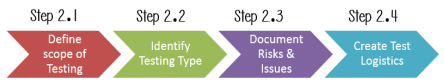 Step 2.1
Step 2.2
Step 2.3
Step 2.4
Define
scope of
Testing
Identify
Testing Type
Document
Risks &
Issues
Create Test
Logistics